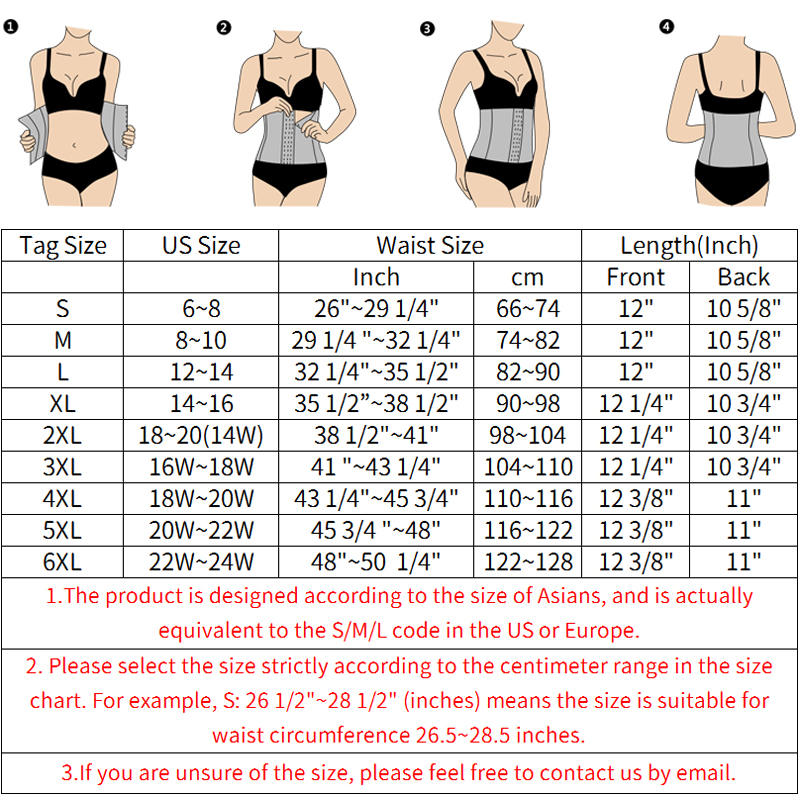 1 2 3 4
Tag Size US Size Waist Size Length(Inch)
Inch cm Front Back
S 6~8 26"~29 1/4" 66~74 12" 10 5/8"
M 8~10 29 1/4 "~32 1/4" 74~82 12" 10 5/8"
L 12~14 32 1/4"~35 1/2" 82~90 12" 10 5/8"
XL 14~16 35 1/2”~38 1/2" 90~98 12 1/4" 10 3/4"
2XL 18~20(14W) 38 1/2"~41" 98~104 12 1/4" 10 3/4"
3XL 16W~18W 41 "~43 1/4" 104~110 12 1/4" 10 3/4"
4XL 18W~20W 43 1/4"~45 3/4" 110~116 12 3/8" 11"
5XL 20W~22W 45 3/4 "~48" 116~122 12 3/8" 11"
6XL 22W~24W 48"~50 1/4" 122~128 12 3/8" 11"
1.The product is designed according to the size of Asians, and is actually
equivalent to the S/M/L code in the US or Europe.
2. Please select the size strictly according to the centimeter range in the size
chart. For example, S: 26 1/2"~28 1/2" (inches) means the size is suitable for
waist circumference 26.5~28.5 inches.
3.If you are unsure of the size, please feel free to contact us by email.